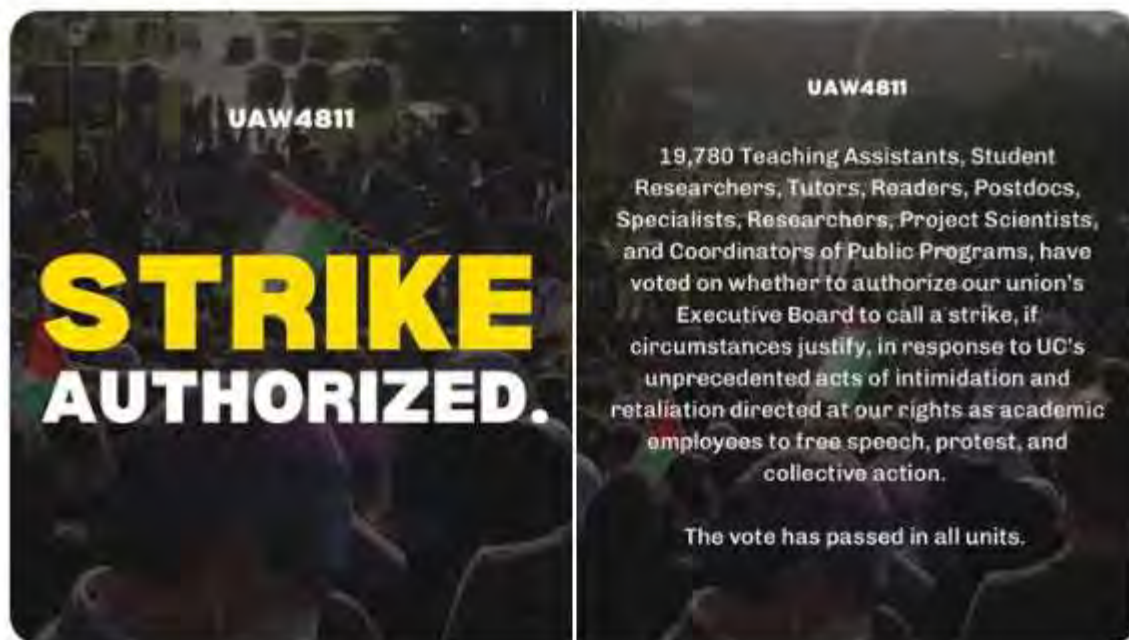 UAW4811
STRIKE
AUTHORIZED.
UAW4811
19,780 Teaching Assistants, Student
Researchers, Tutors, Readers, Postdocs,
Specialists, Researchers, Project Scientists,
and Coordinators of Public Programs, have
voted on whether to authorize our union's
Executive Board to call a strike, if
circumstances justify, in response to UC's
unprecedented acts of intimidation and
retaliation directed at our rights as academic
employees to free speech, protest, and
collective action.
The vote has passed in all units.